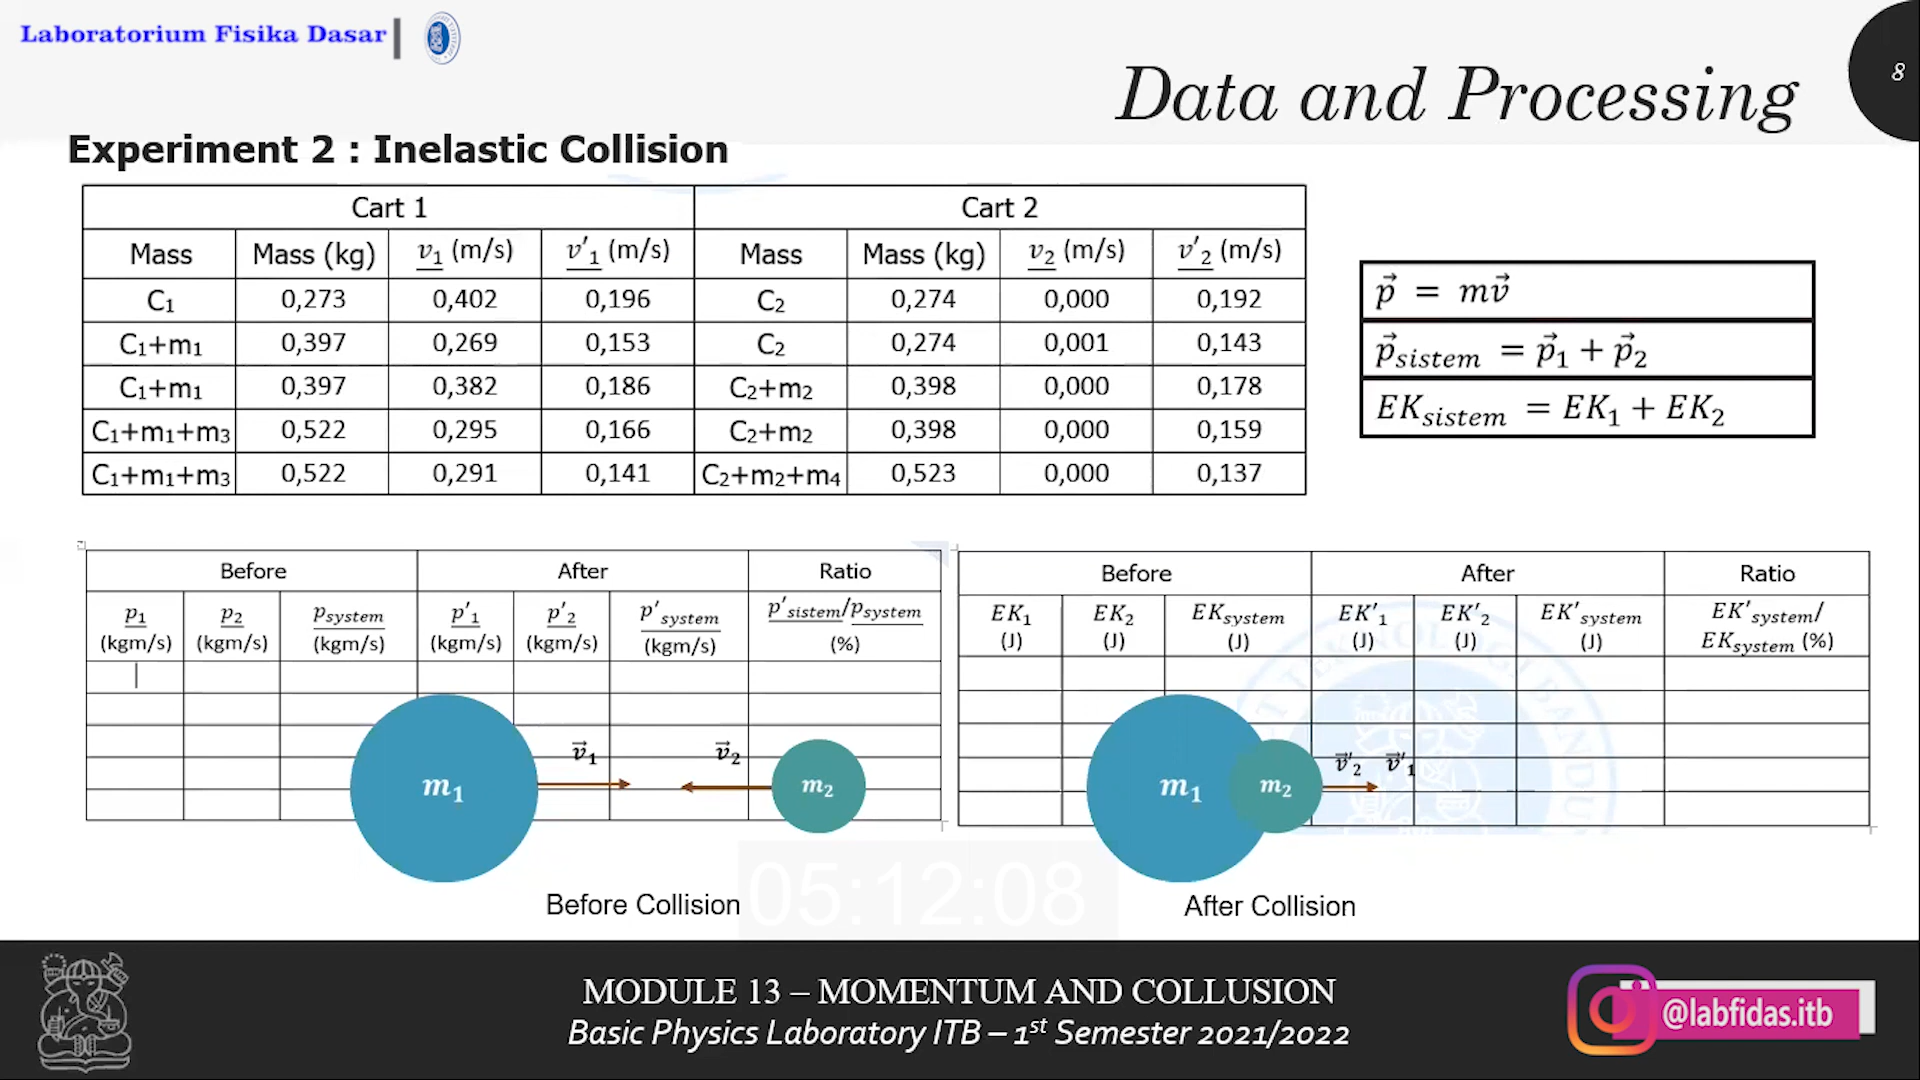 Laboratorium Fisika Dasar
8
Data and Processing
Experiment 2 : Inelastic Collision
Cart 1 Cart 2
Mass Mass (kg) v₁ (m/s) v′₁ (m/s) Mass Mass (kg) v₂ (m/s) v′₂ (m/s)
C₁ 0,273 0,402 0,196 C₂ 0,274 0,000 0,192
C₁+m₁ 0,397 0,269 0,153 C₂ 0,274 0,001 0,143
C₁+m₁ 0,397 0,382 0,186 C₂+m₂ 0,398 0,000 0,178
C₁+m₁+m₃ 0,522 0,295 0,166 C₂+m₂ 0,398 0,000 0,159
C₁+m₁+m₃ 0,522 0,291 0,141 C₂+m₂+m₄ 0,523 0,000 0,137
p⃗ = mv⃗
p⃗sistem = p⃗₁ + p⃗₂
EKsistem = EK₁ + EK₂
Before After Ratio
p₁ p₂ psystem p′₁ p′₂ p′system p′sistem/psystem
(kgm/s) (kgm/s) (kgm/s) (kgm/s) (kgm/s) (kgm/s) (%)
Before After Ratio
EK₁ EK₂ EKsystem EK′₁ EK′₂ EK′system EK′system/
(J) (J) (J) (J) (J) (J) EKsystem (%)
m₁ v⃗₁ v⃗₂ m₂
m₁ m₂ v⃗′₂ v⃗′₁
Before Collision
05:12:08
After Collision
MODULE 13 – MOMENTUM AND COLLUSION
Basic Physics Laboratory ITB – 1st Semester 2021/2022
@labfidas.itb